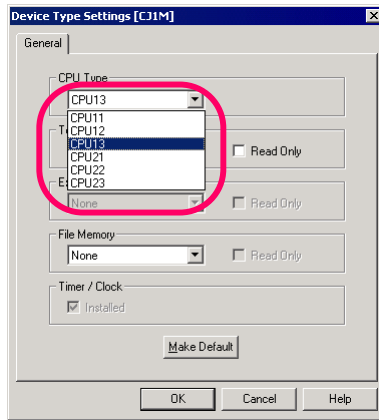 Device Type Settings [CJ1M]
General
CPU Type
CPU13
CPU11
CPU12
CPU13
CPU21
CPU22
CPU23
Read Only
None
Read Only
File Memory
None
Read Only
Timer / Clock
Installed
Make Default
OK
Cancel
Help